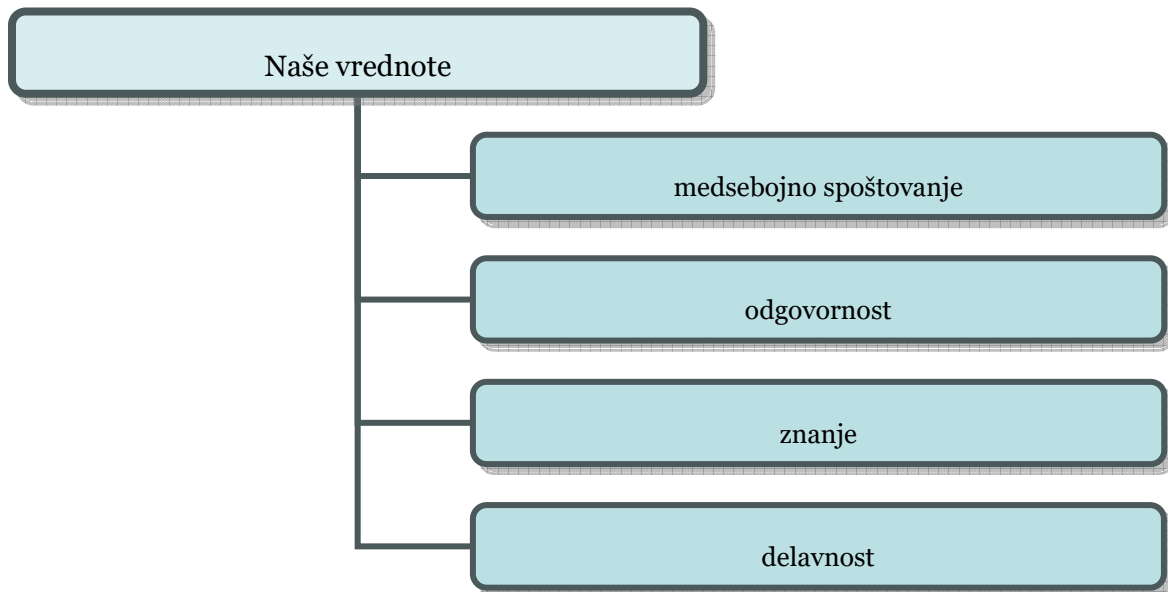 Naše vrednote
medsebojno spoštovanje
odgovornost
znanje
delavnost